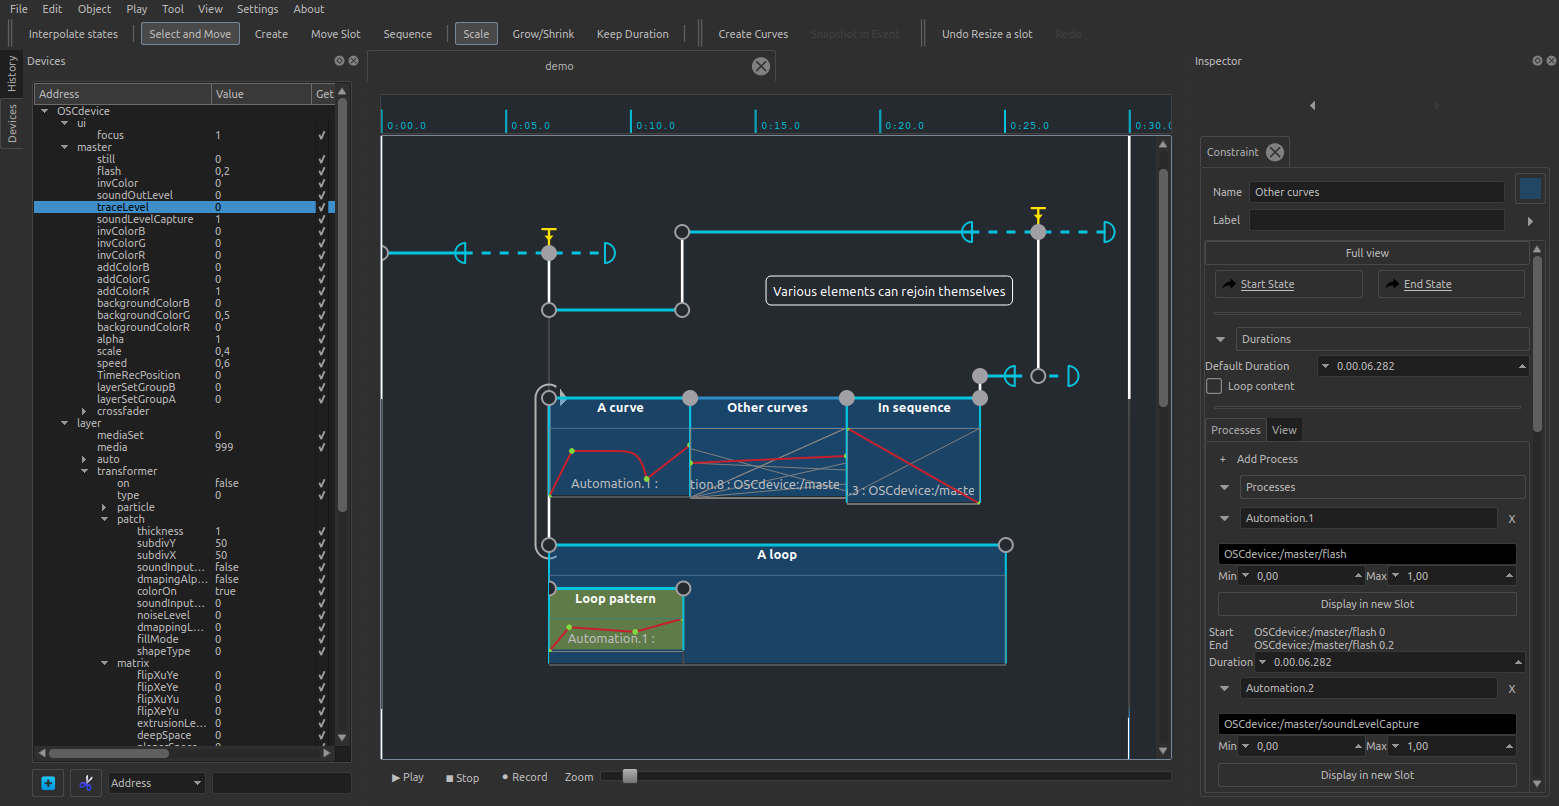 File Edit Object Play Tool View Settings About
Interpolate states Select and Move Create Move Slot Sequence Scale Grow/Shrink Keep Duration Create Curves Snapshot in Event Undo Resize a slot Redo
History
Devices
Devices
Address Value Get
OSCdevice
ui
focus 1
master
still 0
flash 0,2
invColor 0
soundOutLevel 0
traceLevel 0
soundLevelCapture 1
invColorB 0
invColorG 0
invColorR 0
addColorB 0
addColorG 0
addColorR 1
backgroundColorB 0
backgroundColorG 0,5
backgroundColorR 0
alpha 1
scale 0,4
speed 0,6
TimeRecPosition 0
layerSetGroupB 0
layerSetGroupA 0
crossfader
layer
mediaSet 0
media 999
auto
transformer
on false
type 0
particle
patch
thickness 1
subdivY 50
subdivX 50
soundInput... false
dmapingAlp... false
colorOn true
soundInput... 0
noiseLevel 0
dmappingL... 0
fillMode 0
shapeType 0
matrix
flipXuYe 0
flipXeYe 0
flipXuYu 0
flipXeYu 0
extrusionLe... 0
deepSpace 0
Address
demo
0:00.0 0:05.0 0:10.0 0:15.0 0:20.0 0:25.0 0:30.0
Various elements can rejoin themselves
A curve Other curves In sequence
Automation.1 : tion.8 : OSCdevice:/maste .3 : OSCdevice:/maste
A loop
Loop pattern
Automation.1 :
Play Stop Record Zoom
Inspector
Constraint
Name Other curves
Label
Full view
Start State End State
Durations
Default Duration 0.00.06.282
Loop content
Processes View
+ Add Process
Processes
Automation.1 X
OSCdevice:/master/flash
Min 0,00 Max 1,00
Display in new Slot
Start OSCdevice:/master/flash 0
End OSCdevice:/master/flash 0.2
Duration 0.00.06.282
Automation.2 X
OSCdevice:/master/soundLevelCapture
Min 0,00 Max 1,00
Display in new Slot